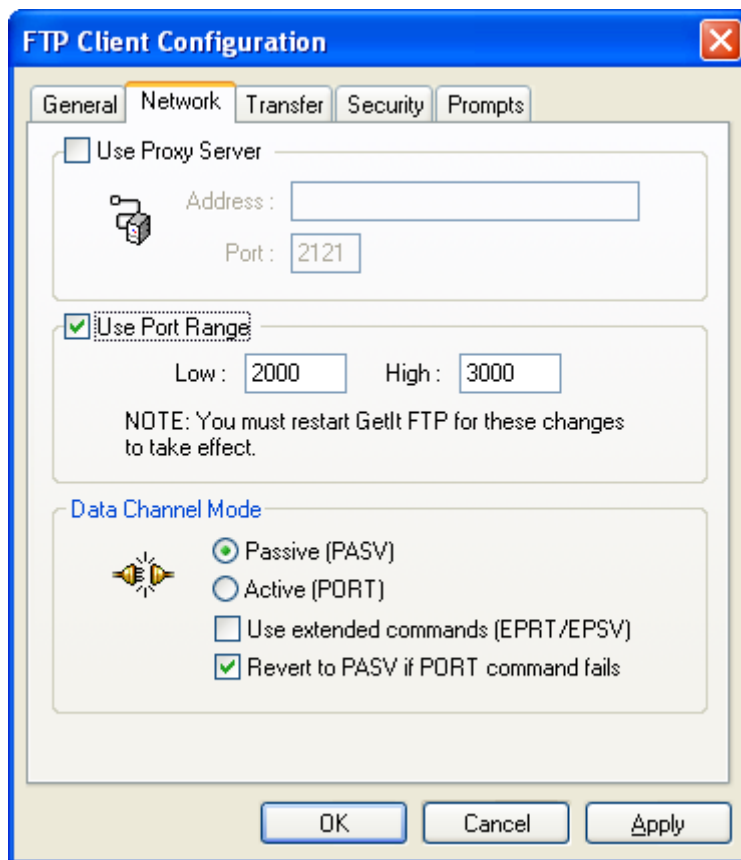 FTP Client Configuration
General Network Transfer Security Prompts
Use Proxy Server
Address :
Port : 2121
Use Port Range
Low : 2000 High : 3000
NOTE: You must restart GetIt FTP for these changes
to take effect.
Data Channel Mode
Passive (PASV)
Active (PORT)
Use extended commands (EPRT/EPSV)
Revert to PASV if PORT command fails
OK Cancel Apply